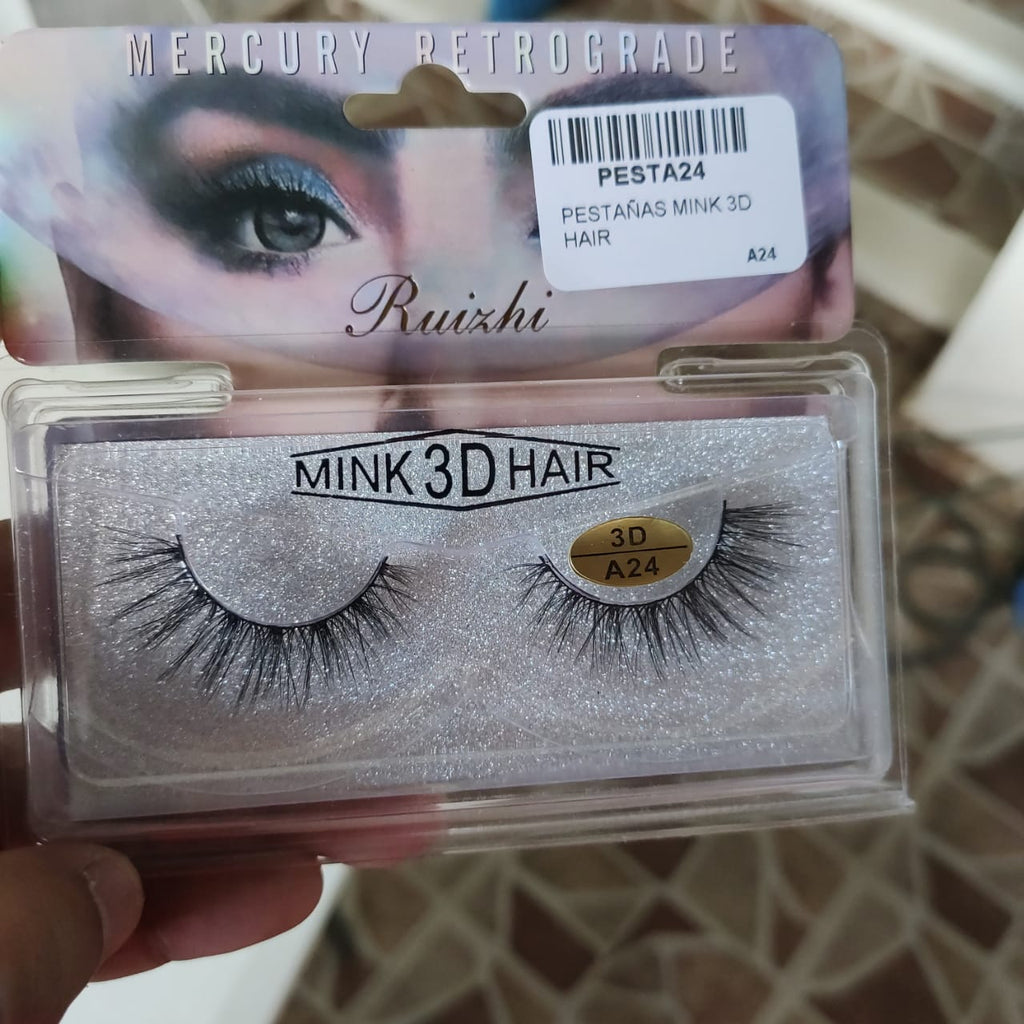 MERCURY RETROGRADE
PESTA24
PESTAÑAS MINK 3D
HAIR
A24
Ruizhi
MINK 3D HAIR
3D
A24